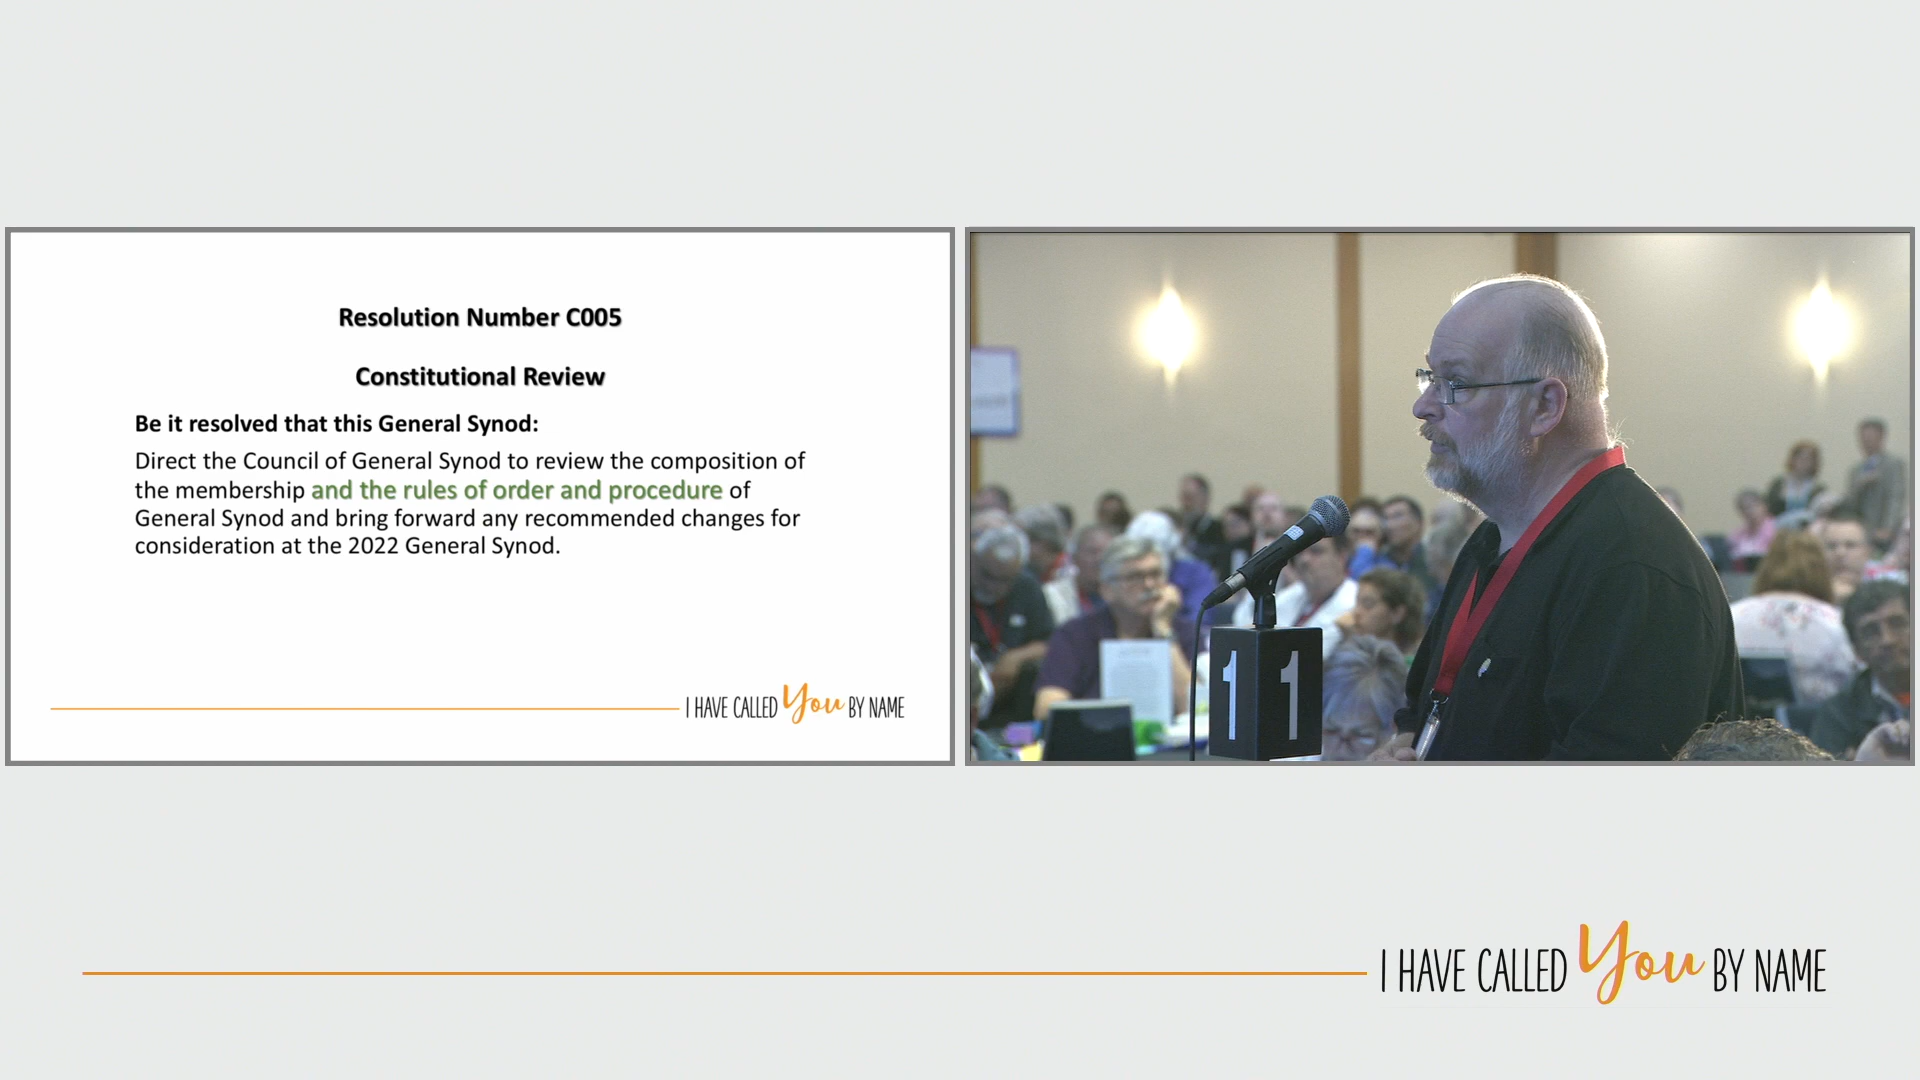 Resolution Number C005
Constitutional Review
Be it resolved that this General Synod:
Direct the Council of General Synod to review the composition of
the membership and the rules of order and procedure of
General Synod and bring forward any recommended changes for
consideration at the 2022 General Synod.
I HAVE CALLED You BY NAME
1 1
I HAVE CALLED You BY NAME